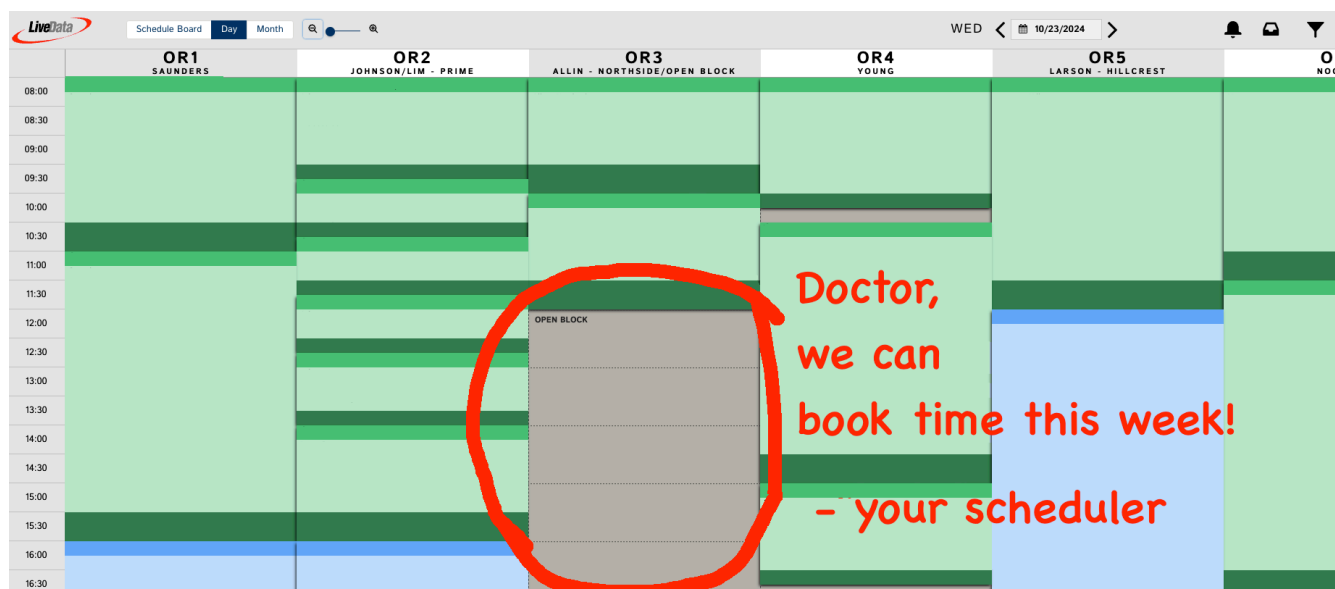 LiveData
Schedule Board Day Month WED 10/23/2024
OR1 OR2 OR3 OR4 OR5
SAUNDERS JOHNSON/LIM - PRIME ALLIN - NORTHSIDE/OPEN BLOCK YOUNG LARSON - HILLCREST
08:00
08:30
09:00
09:30
10:00
10:30
11:00
11:30
12:00
12:30
13:00
13:30
14:00
14:30
15:00
15:30
16:00
16:30
OPEN BLOCK
Doctor,
we can
book time this week!
- your scheduler